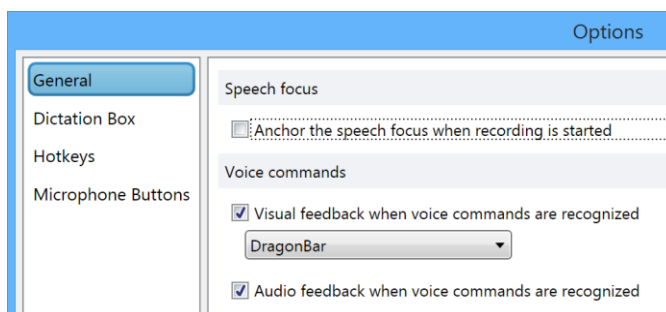 Options
General
Dictation Box
Hotkeys
Microphone Buttons
Speech focus
Anchor the speech focus when recording is started
Voice commands
Visual feedback when voice commands are recognized
DragonBar
Audio feedback when voice commands are recognized